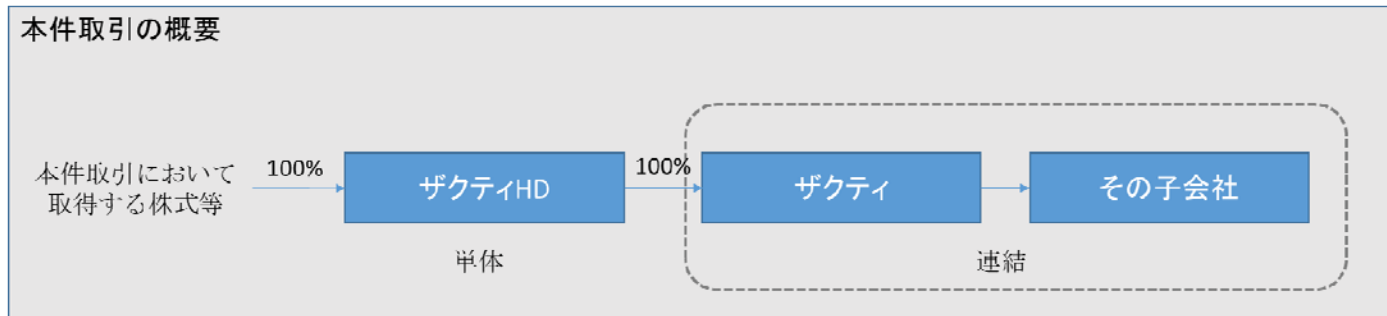 本件取引の概要
本件取引において
取得する株式等
100%
ザクティHD
100%
ザクティ
その子会社
単体
連結